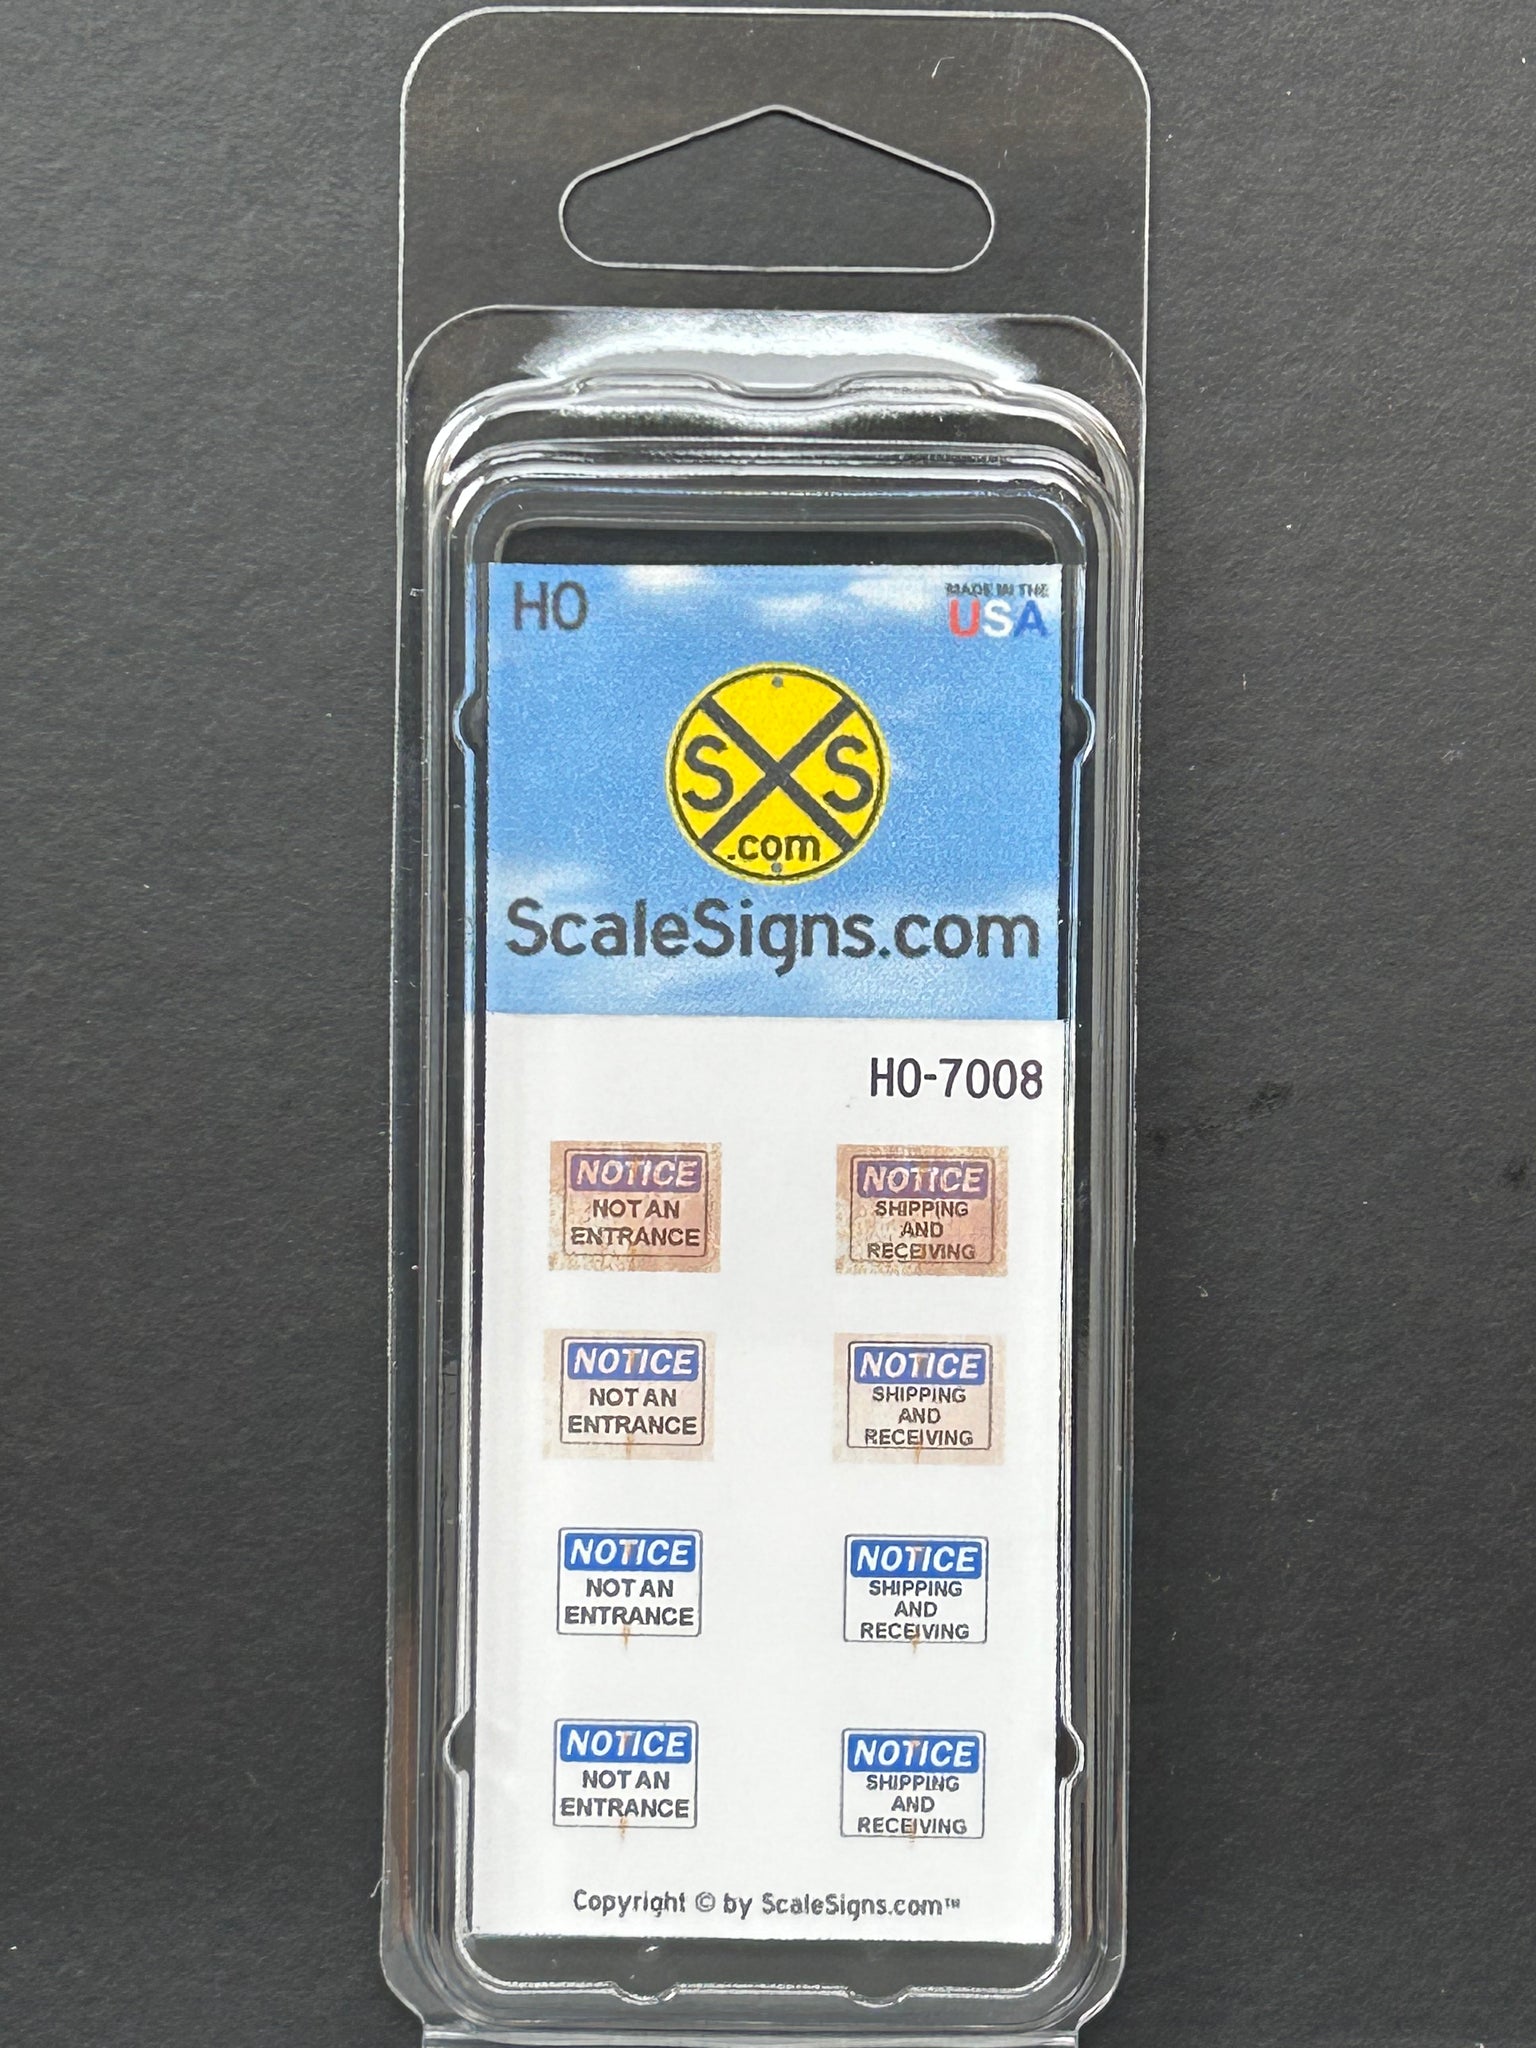 HO
MADE IN THE
USA
S S
.com
ScaleSigns.com
HO-7008
NOTICE
NOT AN
ENTRANCE
NOTICE
SHIPPING
AND
RECEIVING
NOTICE
NOT AN
ENTRANCE
NOTICE
SHIPPING
AND
RECEIVING
NOTICE
NOT AN
ENTRANCE
NOTICE
SHIPPING
AND
RECEIVING
NOTICE
NOT AN
ENTRANCE
NOTICE
SHIPPING
AND
RECEIVING
Copyright © by ScaleSigns.com™